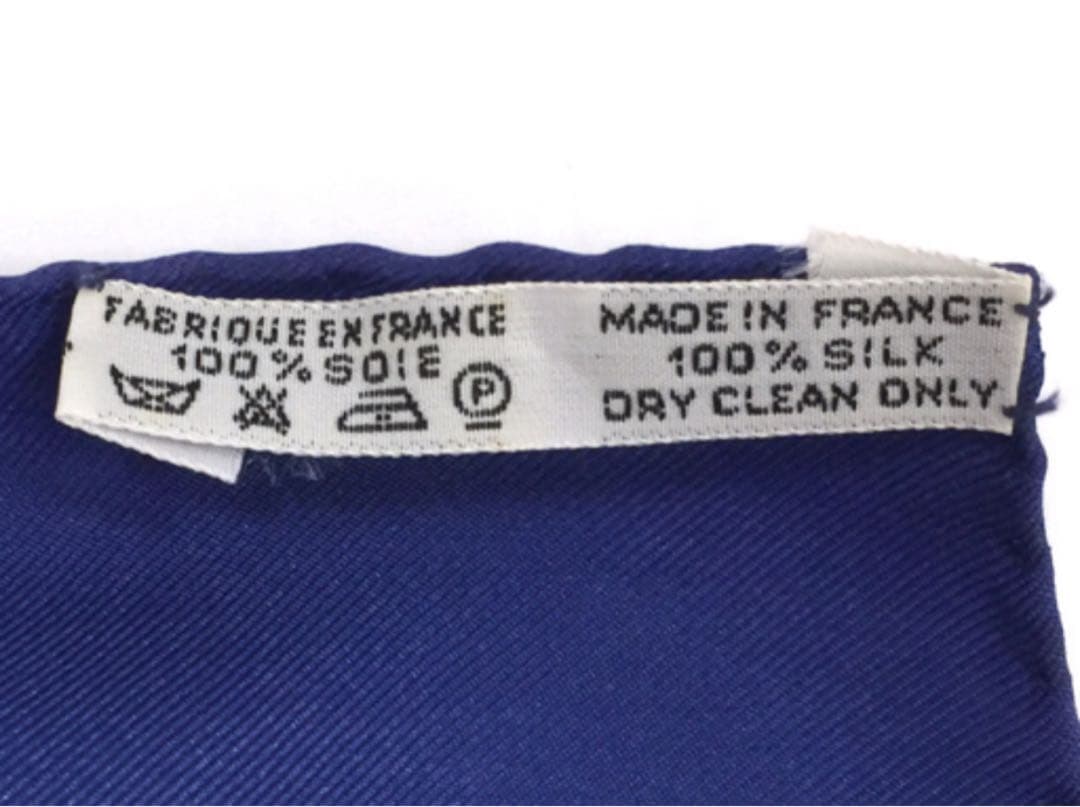 FABRIQUE EN FRANCE
100% SOIE
P
MADE IN FRANCE
100% SILK
DRY CLEAN ONLY